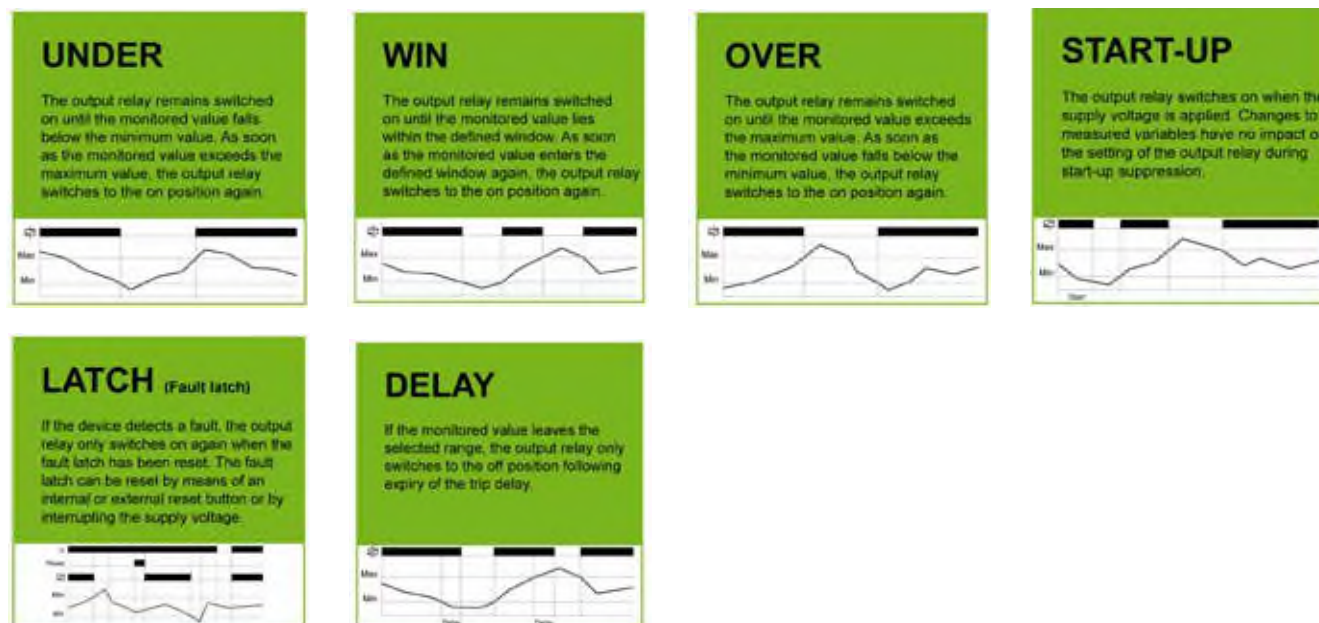 UNDER
The output relay remains switched
on until the monitored value falls
below the minimum value. As soon
as the monitored value exceeds the
maximum value, the output relay
switches to the on position again.
Max
Min
WIN
The output relay remains switched
on until the monitored value lies
within the defined window. As soon
as the monitored value enters the
defined window again, the output relay
switches to the on position again.
Max
Min
OVER
The output relay remains switched
on until the monitored value exceeds
the maximum value. As soon as
the monitored value falls below the
minimum value, the output relay
switches to the on position again.
Max
Min
START-UP
The output relay switches on when the
supply voltage is applied. Changes to
measured variables have no impact o
the setting of the output relay during
start-up suppression.
Max
Min
Start
LATCH (Fault latch)
If the device detects a fault, the output
relay only switches on again when the
fault latch has been reset. The fault
latch can be reset by means of an
internal or external reset button or by
interrupting the supply voltage.
Reset
Min
DELAY
If the monitored value leaves the
selected range, the output relay only
switches to the off position following
expiry of the trip delay.
Max
Min